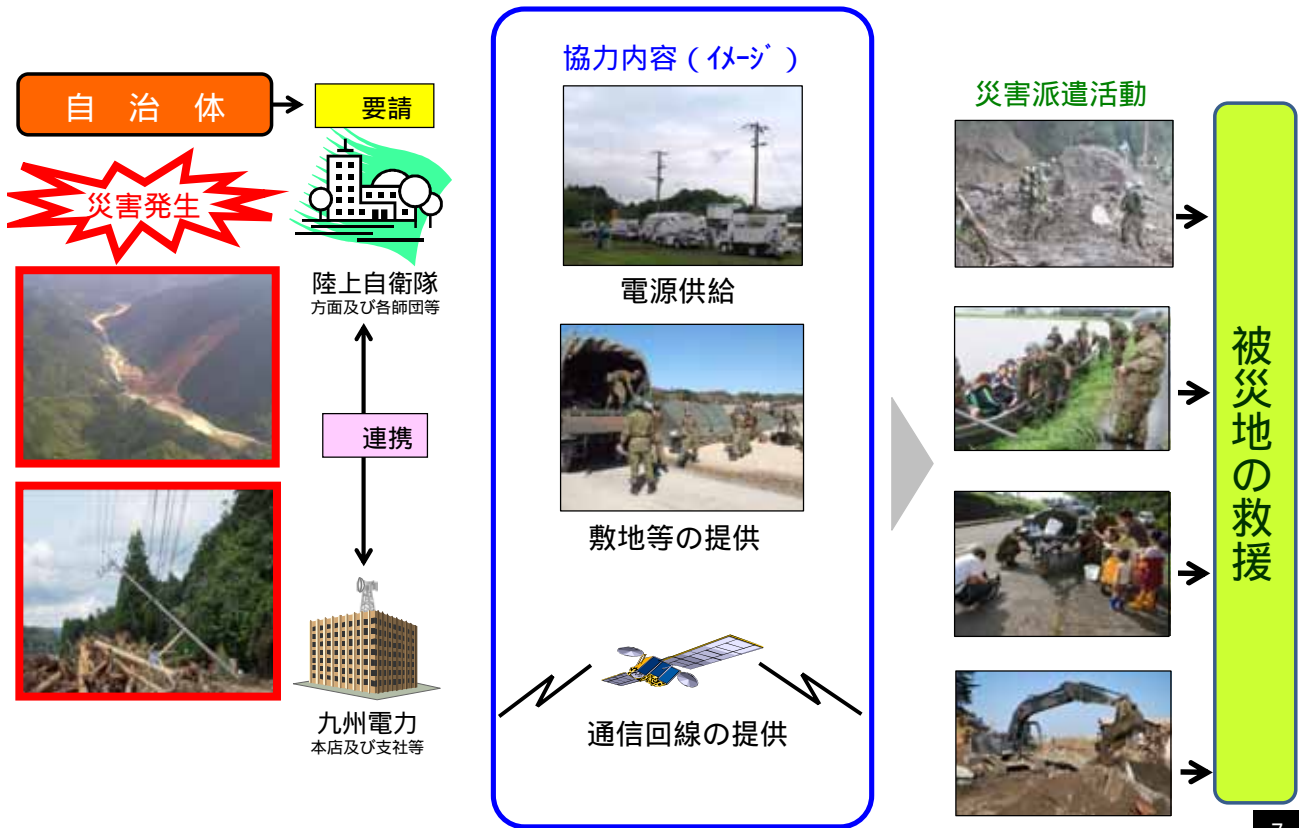 自治体
要請
災害発生
陸上自衛隊
方面及び各師団等
連携
九州電力
本店及び支社等
協力内容(ｲﾒｰｼﾞ)
電源供給
敷地等の提供
通信回線の提供
災害派遣活動
被災地の救援
7